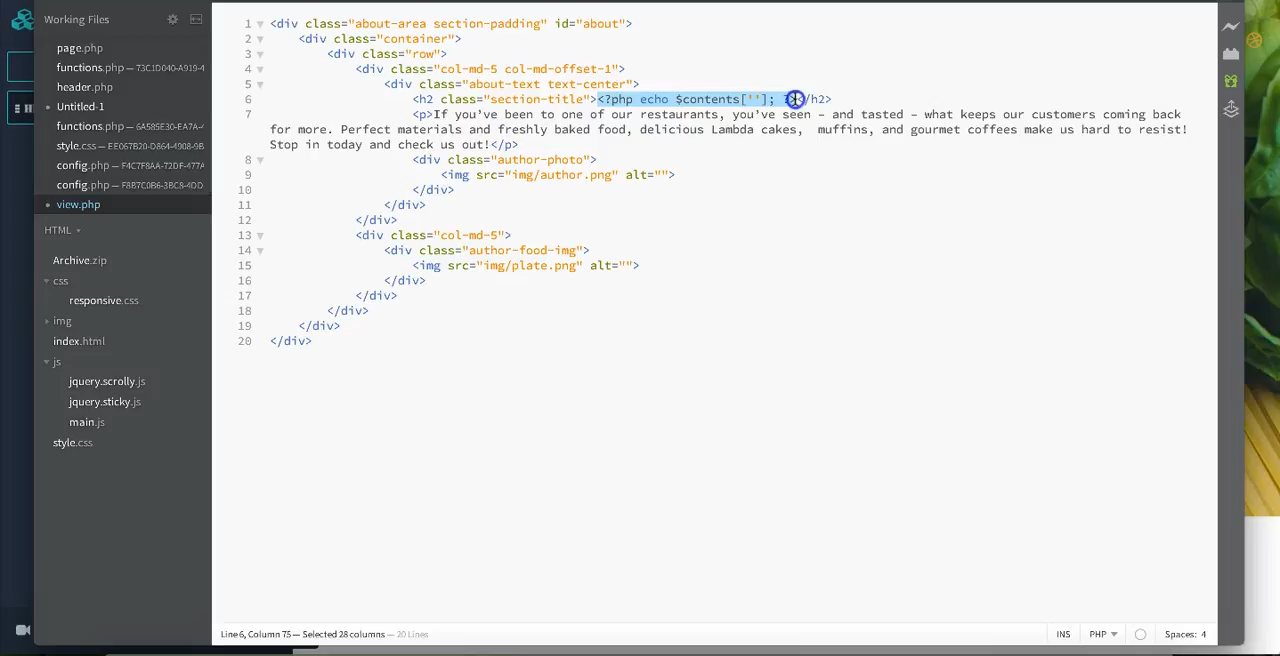 Working Files
page.php
functions.php — 73C1D040-A919-4
header.php
Untitled-1
functions.php — 6A585E30-EA7A-4
style.css — EE067B20-D864-4908-9B
config.php — F4C7F8AA-72DF-477A
config.php — F8B7C0B6-3BC8-4DD
view.php
HTML
Archive.zip
css
responsive.css
img
index.html
js
jquery.scrolly.js
jquery.sticky.js
main.js
style.css
1 <div class="about-area section-padding" id="about">
2 <div class="container">
3 <div class="row">
4 <div class="col-md-5 col-md-offset-1">
5 <div class="about-text text-center">
6 <h2 class="section-title"><?php echo $contents['']; ?></h2>
7 <p>If you’ve been to one of our restaurants, you’ve seen – and tasted – what keeps our customers coming back
for more. Perfect materials and freshly baked food, delicious Lambda cakes,  muffins, and gourmet coffees make us hard to resist!
Stop in today and check us out!</p>
8 <div class="author-photo">
9 <img src="img/author.png" alt="">
10 </div>
11 </div>
12 </div>
13 <div class="col-md-5">
14 <div class="author-food-img">
15 <img src="img/plate.png" alt="">
16 </div>
17 </div>
18 </div>
19 </div>
20 </div>
Line 6, Column 75 — Selected 28 columns — 20 Lines
INS
PHP
Spaces: 4